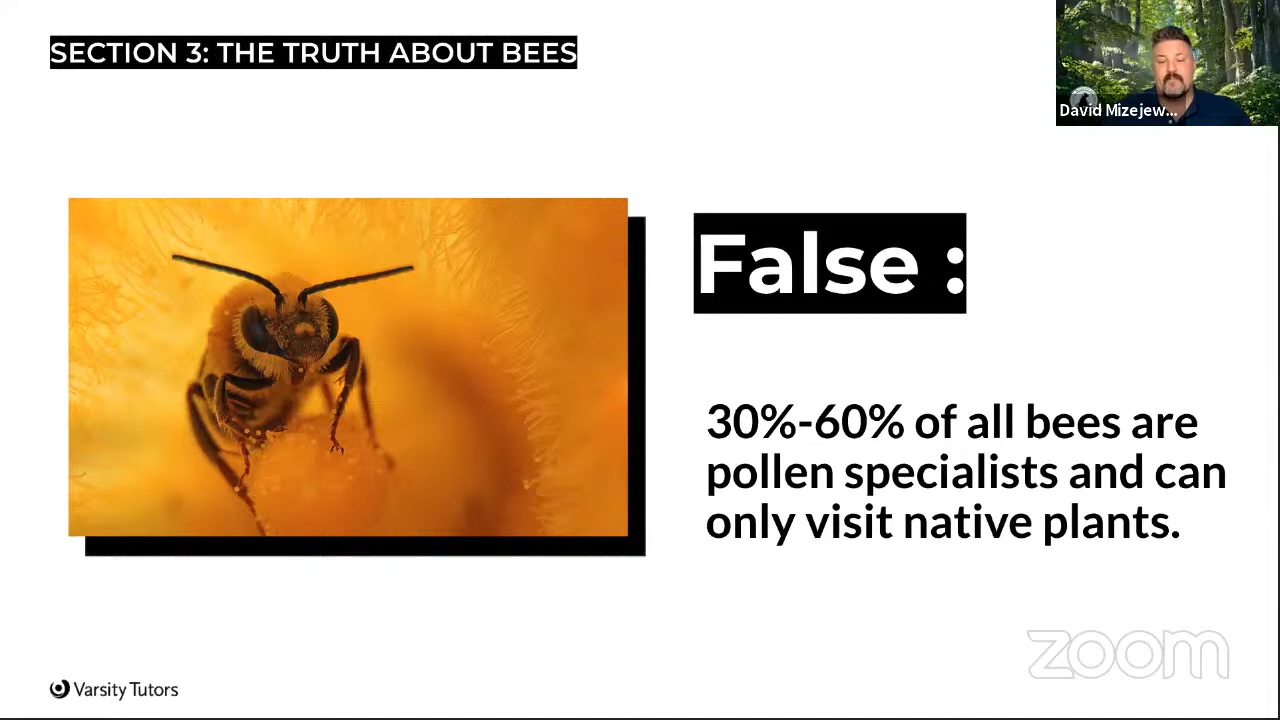 SECTION 3: THE TRUTH ABOUT BEES
David Mizejew...
False :
30%-60% of all bees are
pollen specialists and can
only visit native plants.
zoom
Varsity Tutors